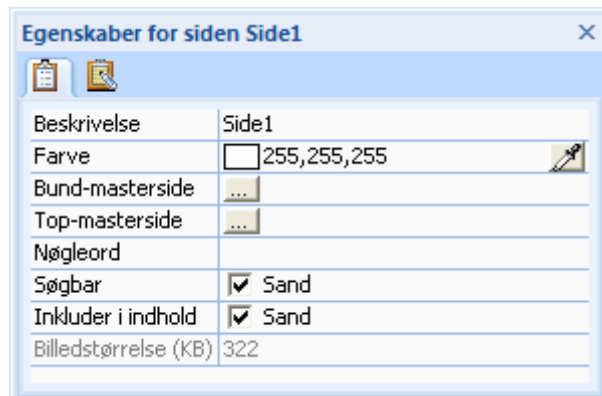 Egenskaber for siden Side1
Beskrivelse Side1
Farve 255,255,255
Bund-masterside ...
Top-masterside ...
Nøgleord
Søgbar Sand
Inkluder i indhold Sand
Billedstørrelse (KB) 322